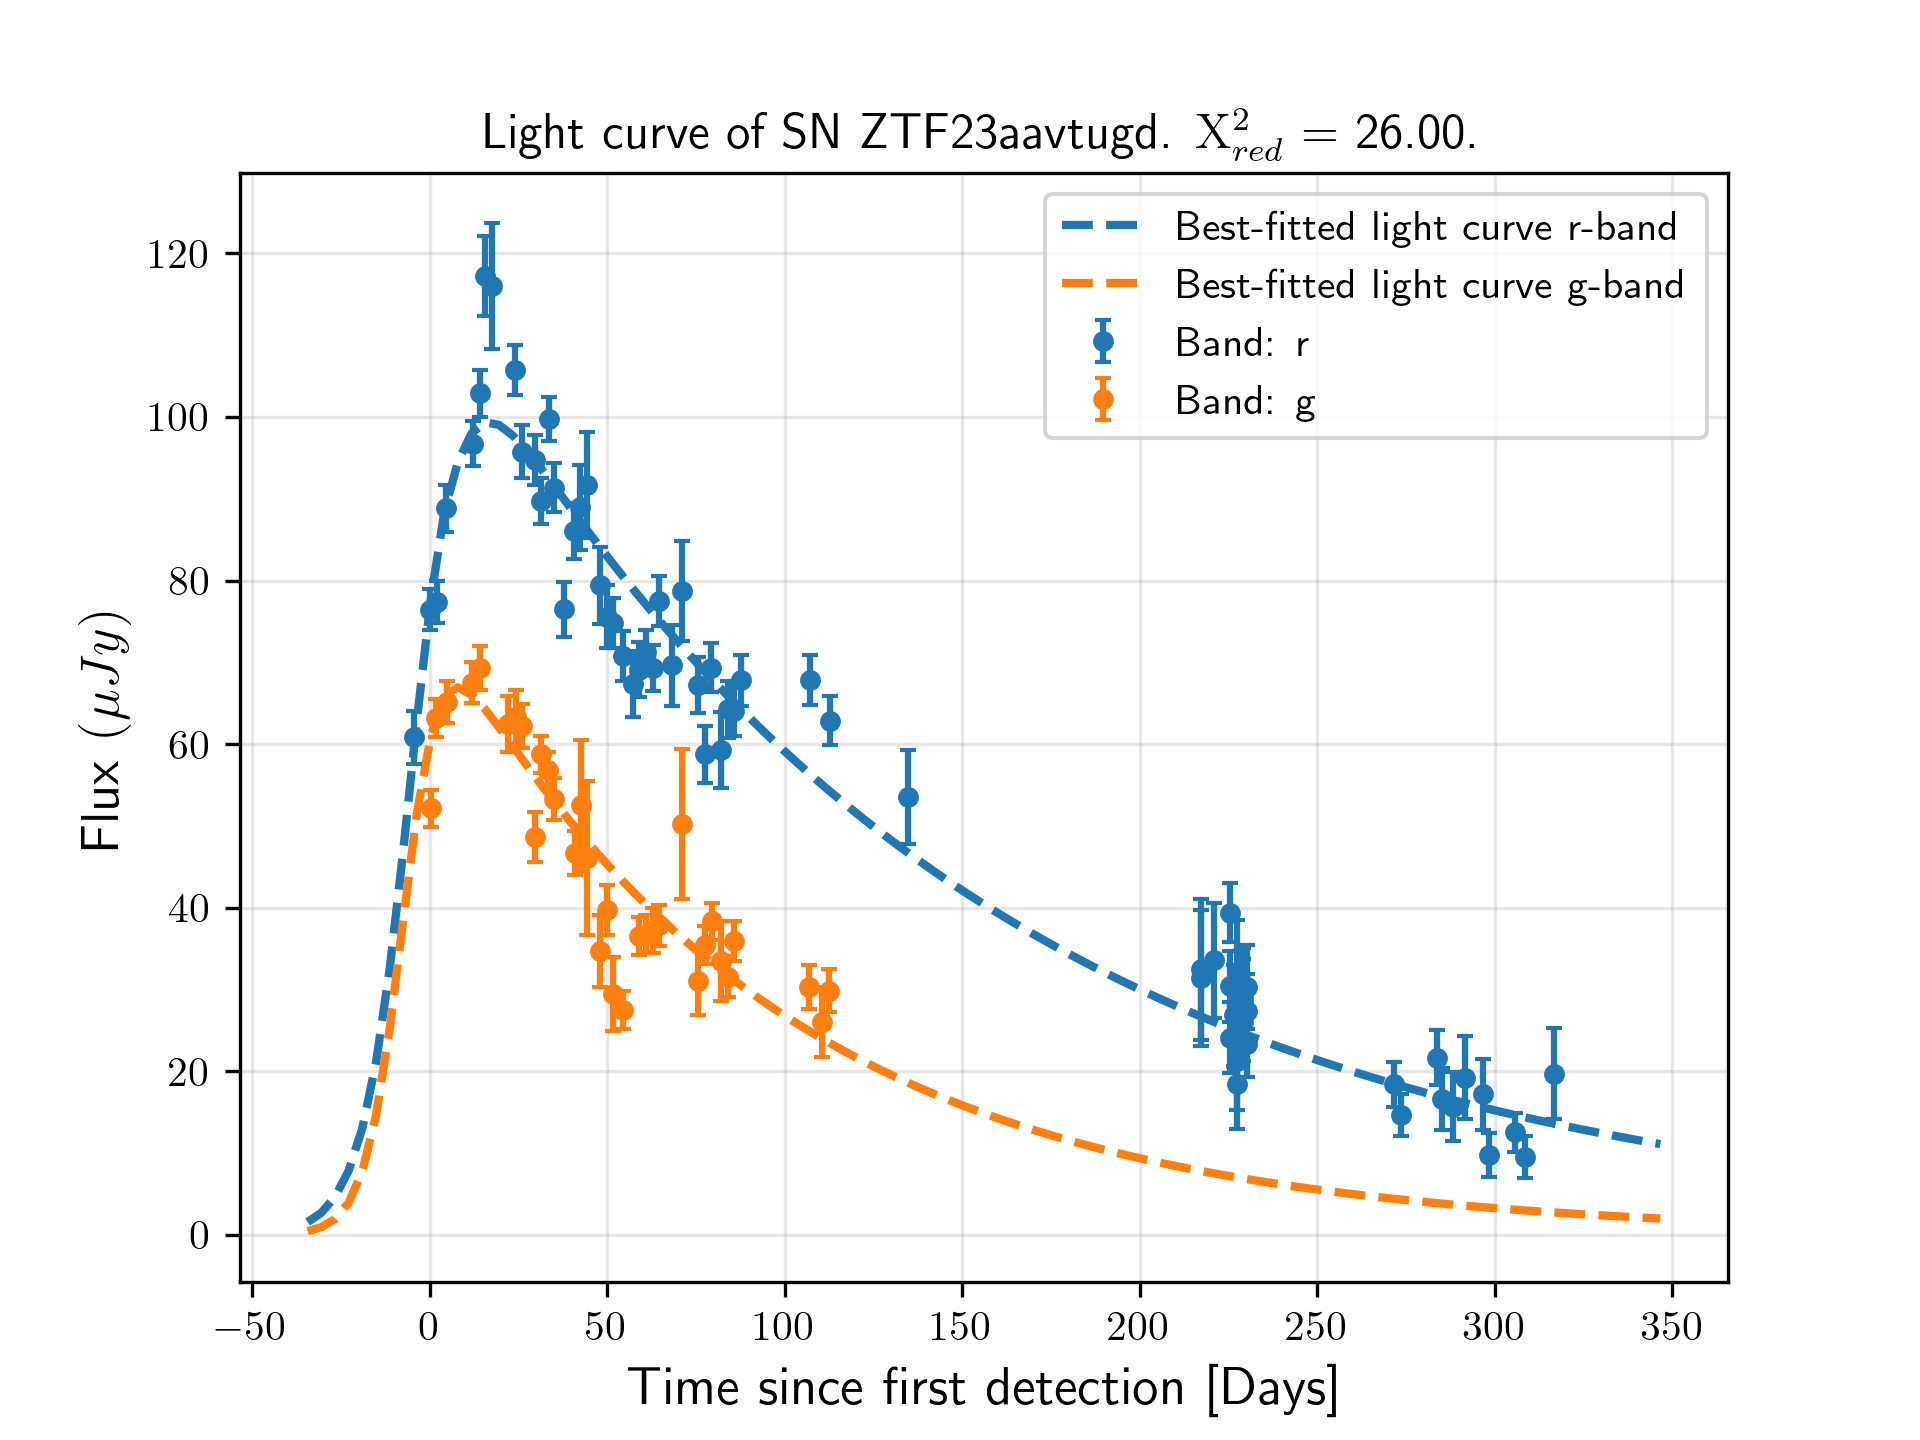 Light curve of SN ZTF23aavtugd. X²_red = 26.00.
Best-fitted light curve r-band
Best-fitted light curve g-band
Band: r
Band: g
Flux (μJy)
120
100
80
60
40
20
0
−50 0 50 100 150 200 250 300 350
Time since first detection [Days]